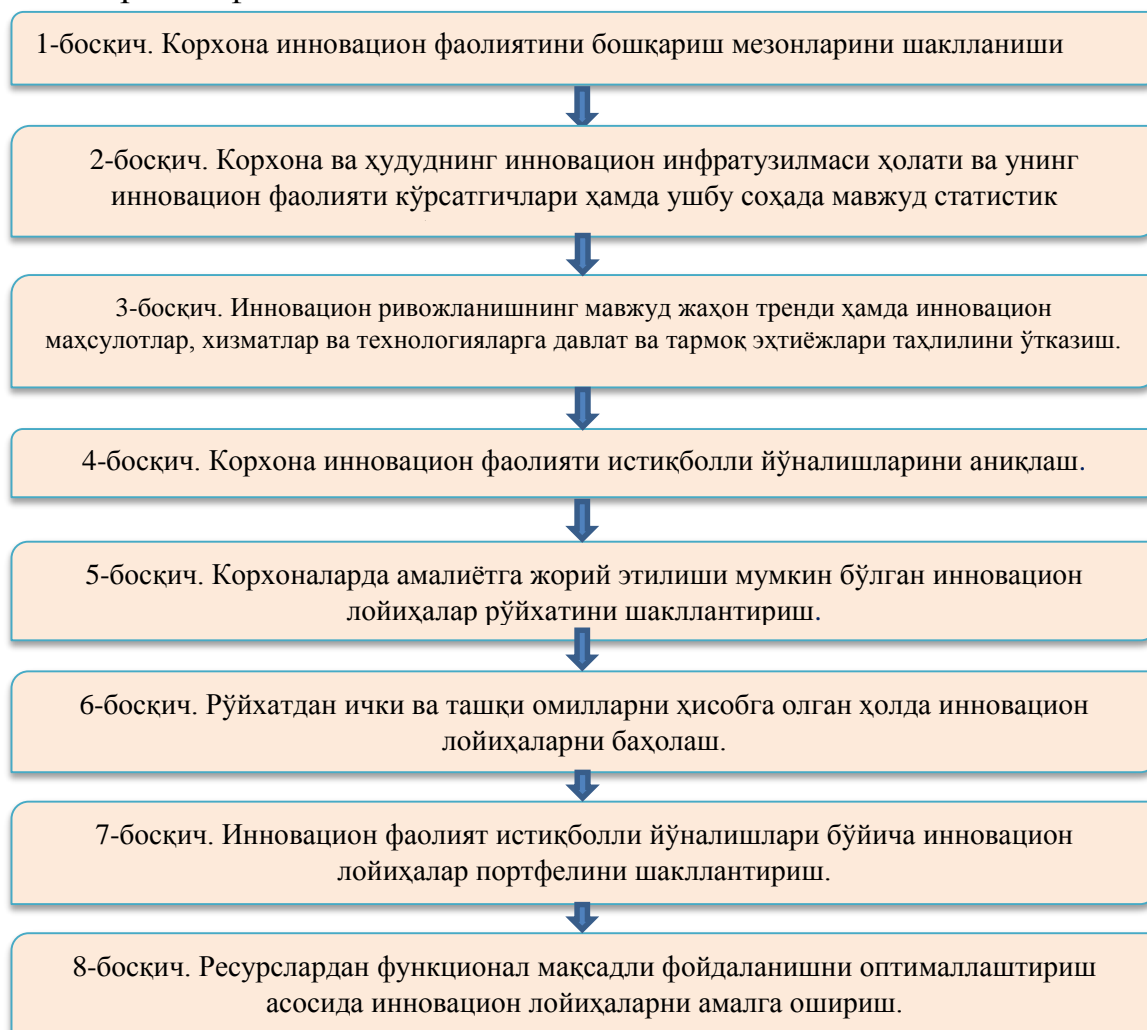 1-босқич. Корхона инновацион фаолиятини бошқариш мезонларини шаклланиши
2-босқич. Корхона ва ҳудуднинг инновацион инфратузилмаси ҳолати ва унинг
инновацион фаолияти кўрсатгичлари ҳамда ушбу соҳада мавжуд статистик
3-босқич. Инновацион ривожланишнинг мавжуд жаҳон тренди ҳамда инновацион
маҳсулотлар, хизматлар ва технологияларга давлат ва тармоқ эҳтиёжлари таҳлилини ўтказиш.
4-босқич. Корхона инновацион фаолияти истиқболли йўналишларини аниқлаш.
5-босқич. Корхоналарда амалиётга жорий этилиши мумкин бўлган инновацион
лойиҳалар рўйхатини шакллантириш.
6-босқич. Рўйхатдан ички ва ташқи омилларни ҳисобга олган ҳолда инновацион
лойиҳаларни баҳолаш.
7-босқич. Инновацион фаолият истиқболли йўналишлари бўйича инновацион
лойиҳалар портфелини шакллантириш.
8-босқич. Ресурслардан функционал мақсадли фойдаланишни оптималлаштириш
асосида инновацион лойиҳаларни амалга ошириш.